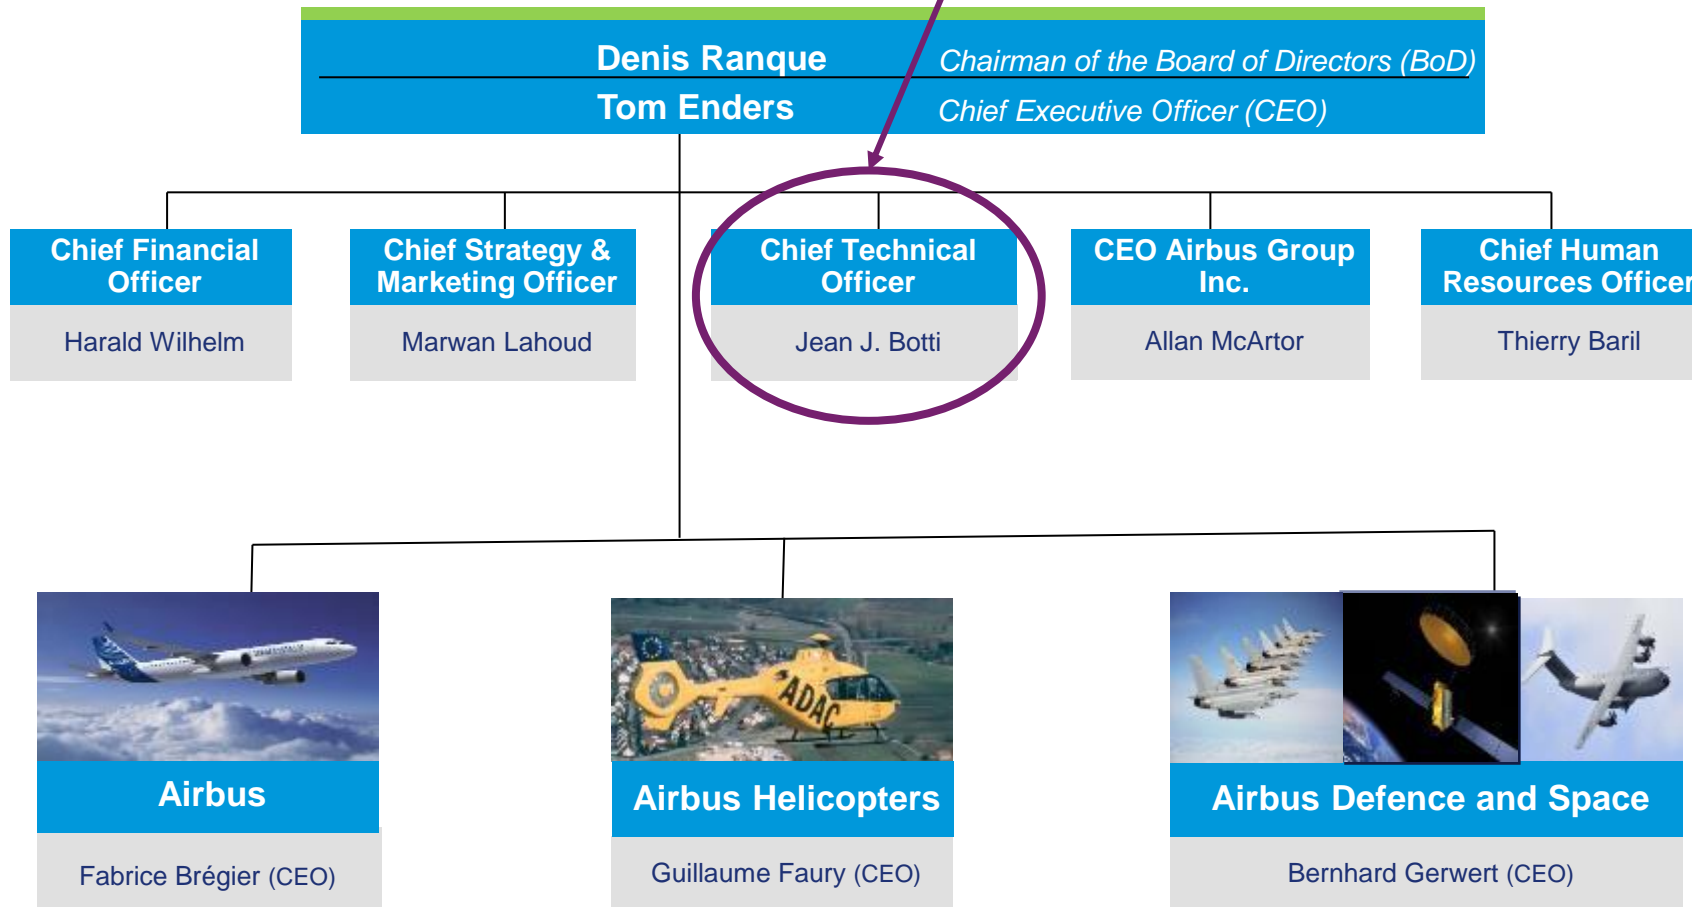 Denis Ranque Chairman of the Board of Directors (BoD)
Tom Enders Chief Executive Officer (CEO)
Chief Financial
Officer
Harald Wilhelm
Chief Strategy &
Marketing Officer
Marwan Lahoud
Chief Technical
Officer
Jean J. Botti
CEO Airbus Group
Inc.
Allan McArtor
Chief Human
Resources Officer
Thierry Baril
ADAC
Airbus
Fabrice Brégier (CEO)
Airbus Helicopters
Guillaume Faury (CEO)
Airbus Defence and Space
Bernhard Gerwert (CEO)